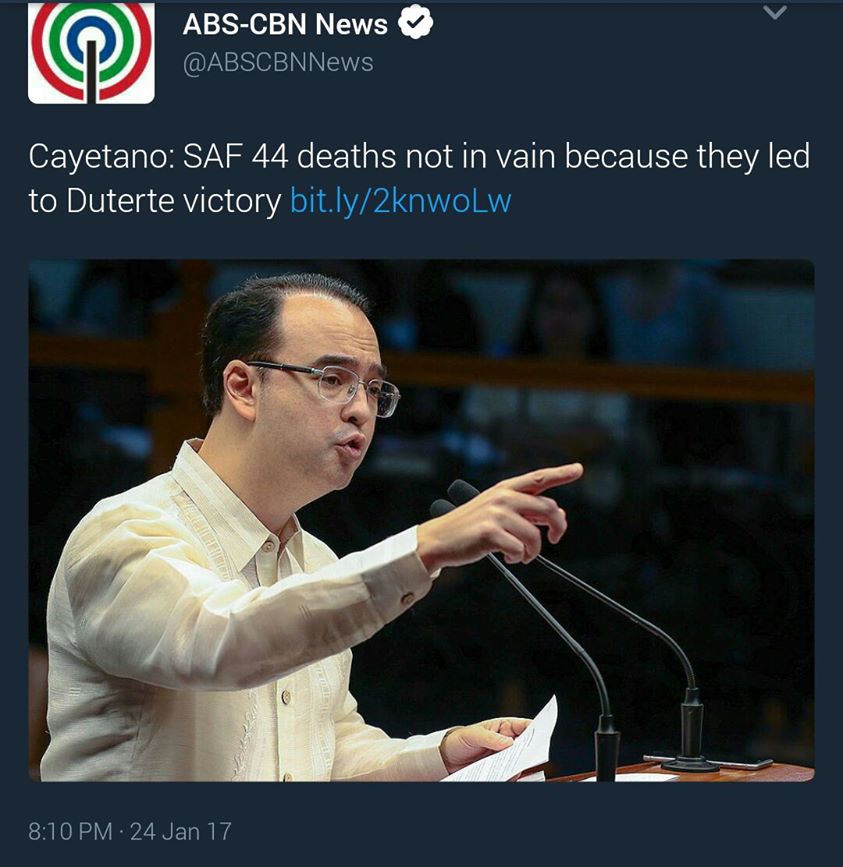 ABS-CBN News
@ABSCBNNews
Cayetano: SAF 44 deaths not in vain because they led
to Duterte victory bit.ly/2knwoLw
8:10 PM · 24 Jan 17